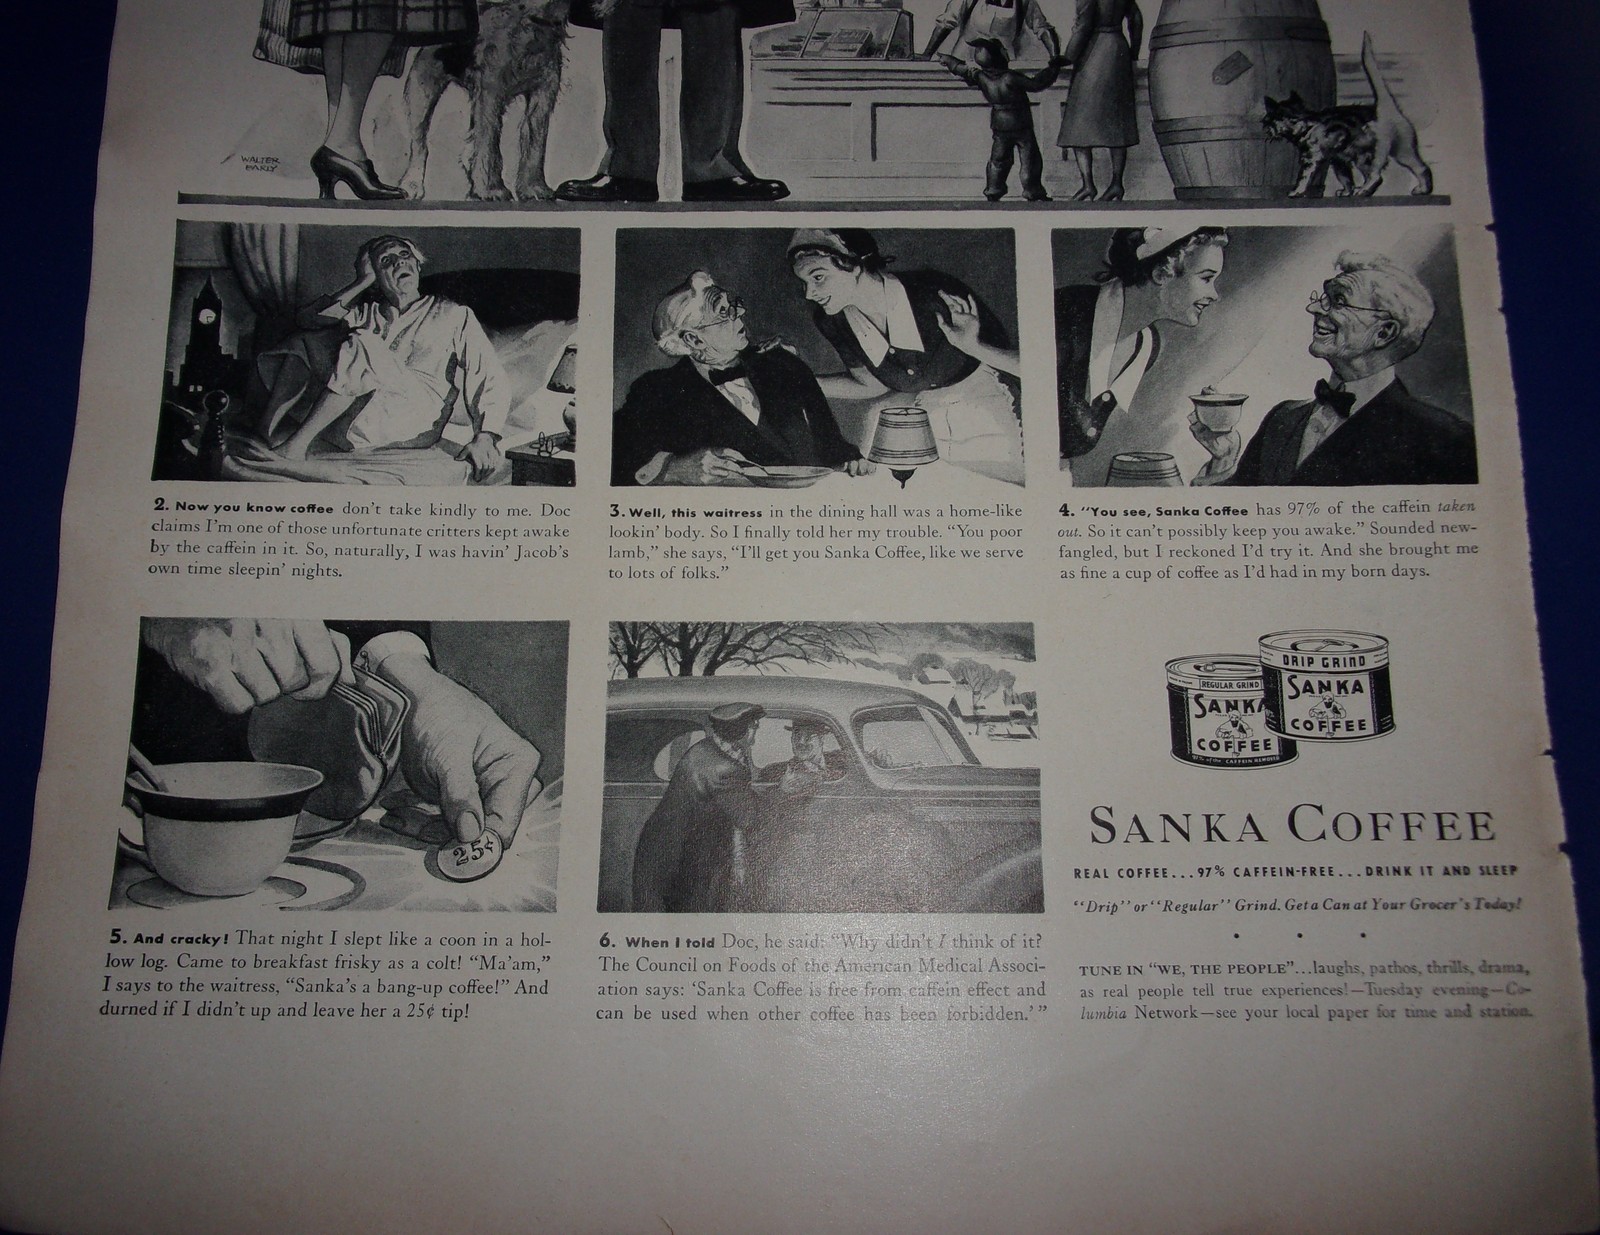 WALTER
EARLY
2. Now you know coffee don't take kindly to me. Doc
claims I'm one of those unfortunate critters kept awake
by the caffein in it. So, naturally, I was havin' Jacob's
own time sleepin' nights.
3. Well, this waitress in the dining hall was a home-like
lookin' body. So I finally told her my trouble. “You poor
lamb,” she says, “I'll get you Sanka Coffee, like we serve
to lots of folks.”
4. “You see, Sanka Coffee has 97% of the caffein taken
out. So it can't possibly keep you awake.” Sounded new-
fangled, but I reckoned I'd try it. And she brought me
as fine a cup of coffee as I'd had in my born days.
25¢
5. And cracky! That night I slept like a coon in a hol-
low log. Came to breakfast frisky as a colt! “Ma'am,”
I says to the waitress, “Sanka's a bang-up coffee!” And
durned if I didn't up and leave her a 25¢ tip!
6. When I told Doc, he said: “Why didn't I think of it?
The Council on Foods of the American Medical Associ-
ation says: ‘Sanka Coffee is free from caffein effect and
can be used when other coffee has been forbidden.’”
REGULAR GRIND
SANKA
COFFEE
97% of the CAFFEIN REMOVED
DRIP GRIND
SANKA
COFFEE
SANKA COFFEE
REAL COFFEE...97% CAFFEIN-FREE...DRINK IT AND SLEEP
“Drip” or “Regular” Grind. Get a Can at Your Grocer's Today!
TUNE IN “WE, THE PEOPLE”...laughs, pathos, thrills, drama,
as real people tell true experiences!—Tuesday evening—Co-
lumbia Network—see your local paper for time and station.